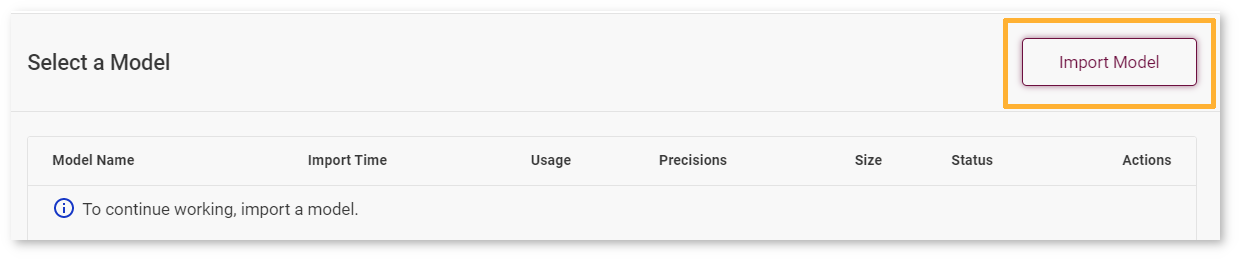 Select a Model
Import Model
Model Name Import Time Usage Precisions Size Status Actions
To continue working, import a model.